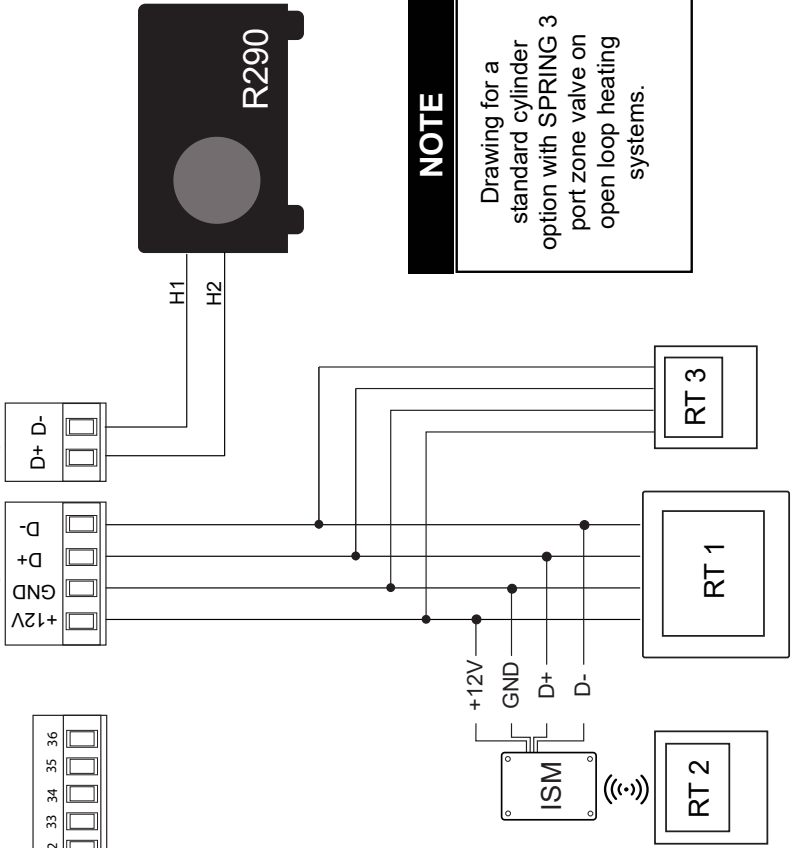 R290
NOTE
Drawing for a
standard cylinder
option with SPRING 3
port zone valve on
open loop heating
systems.
H1
H2
D+ D-
D-
D+
GND
+12V
RT 3
RT 1
+12V
GND
D+
D-
ISM
RT 2
36
35
34
33